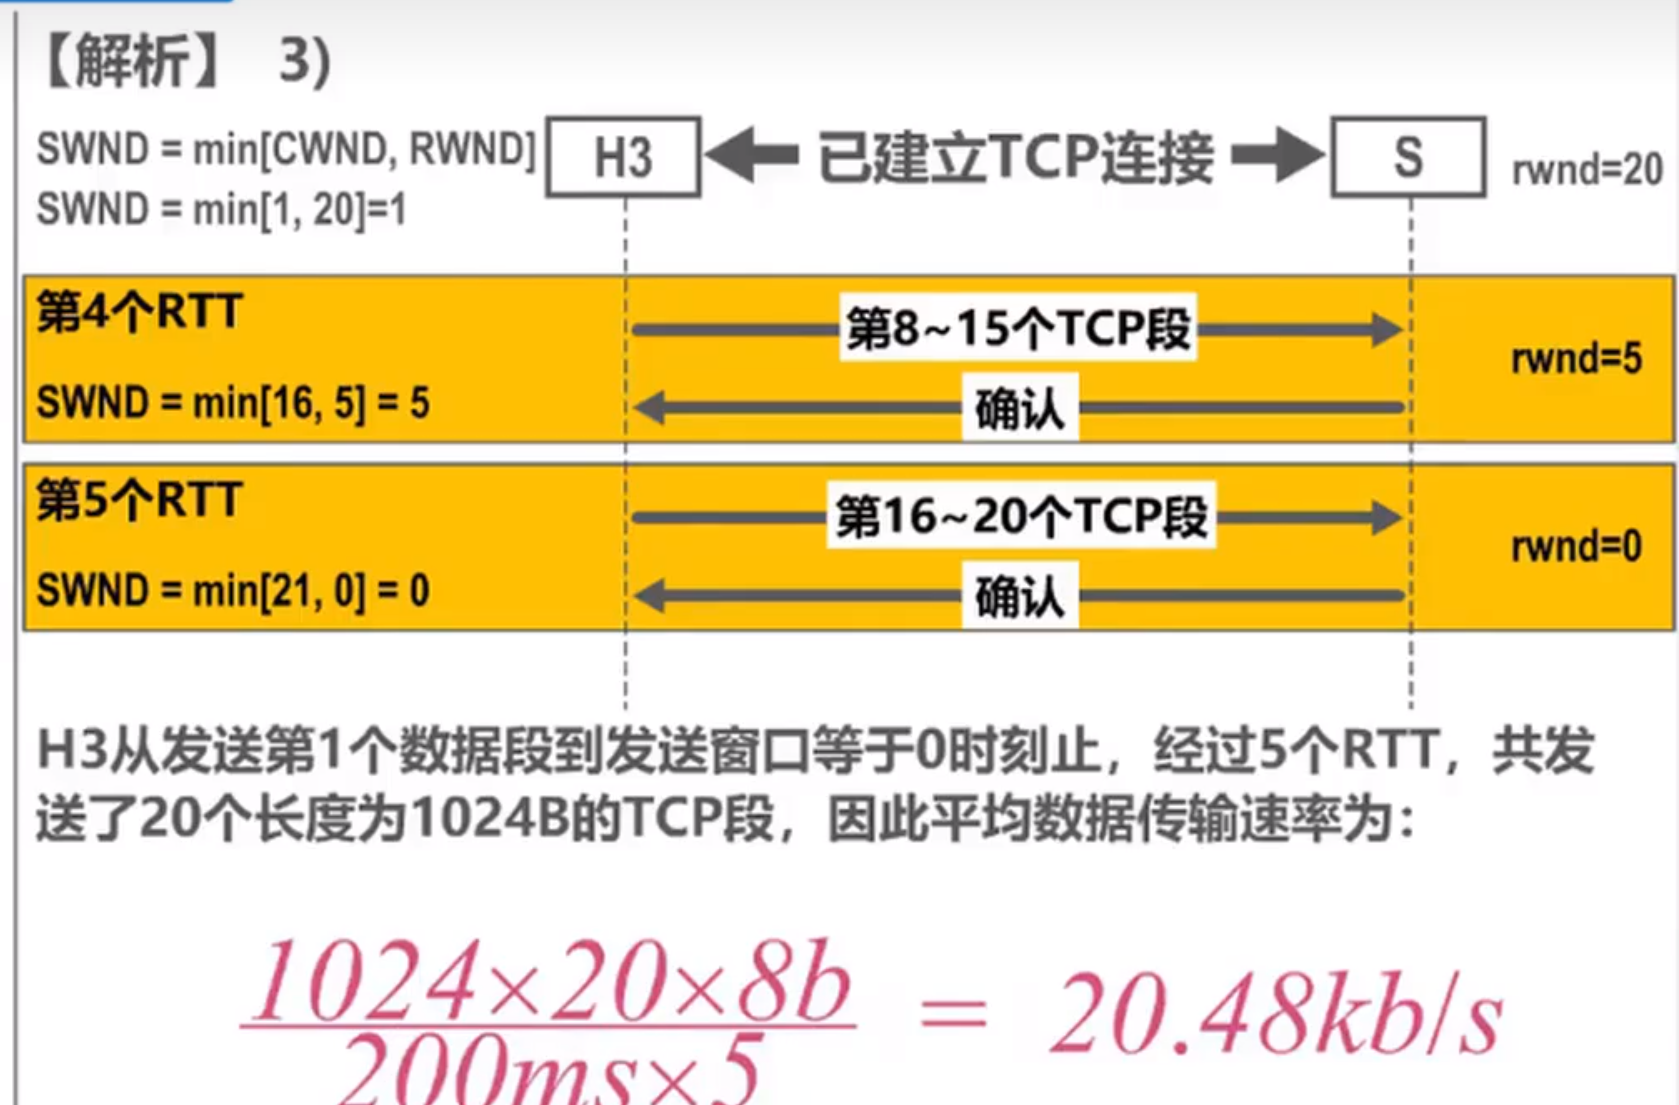 【解析】 3)
SWND = min[CWND, RWND]
SWND = min[1, 20]=1
H3
已建立TCP连接
S
rwnd=20
第4个RTT
第8~15个TCP段
rwnd=5
SWND = min[16, 5] = 5
确认
第5个RTT
第16~20个TCP段
rwnd=0
SWND = min[21, 0] = 0
确认
H3从发送第1个数据段到发送窗口等于0时刻止，经过5个RTT，共发
送了20个长度为1024B的TCP段，因此平均数据传输速率为：
1024×20×8b
200ms×5
= 20.48kb/s